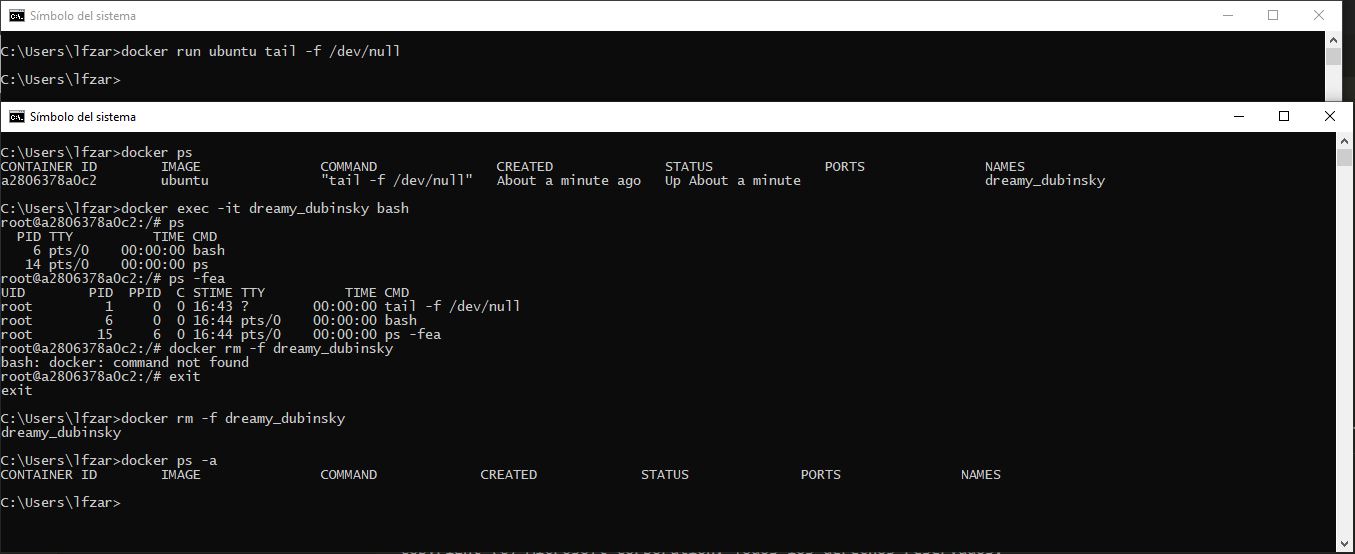 Símbolo del sistema
C:\Users\lfzar>docker run ubuntu tail -f /dev/null
C:\Users\lfzar>
Símbolo del sistema
C:\Users\lfzar>docker ps
CONTAINER ID IMAGE COMMAND CREATED STATUS PORTS NAMES
a2806378a0c2 ubuntu "tail -f /dev/null" About a minute ago Up About a minute dreamy_dubinsky
C:\Users\lfzar>docker exec -it dreamy_dubinsky bash
root@a2806378a0c2:/# ps
PID TTY TIME CMD
6 pts/0 00:00:00 bash
14 pts/0 00:00:00 ps
root@a2806378a0c2:/# ps -fea
UID PID PPID C STIME TTY TIME CMD
root 1 0 0 16:43 ? 00:00:00 tail -f /dev/null
root 6 0 0 16:44 pts/0 00:00:00 bash
root 15 6 0 16:44 pts/0 00:00:00 ps -fea
root@a2806378a0c2:/# docker rm -f dreamy_dubinsky
bash: docker: command not found
root@a2806378a0c2:/# exit
exit
C:\Users\lfzar>docker rm -f dreamy_dubinsky
dreamy_dubinsky
C:\Users\lfzar>docker ps -a
CONTAINER ID IMAGE COMMAND CREATED STATUS PORTS NAMES
C:\Users\lfzar>